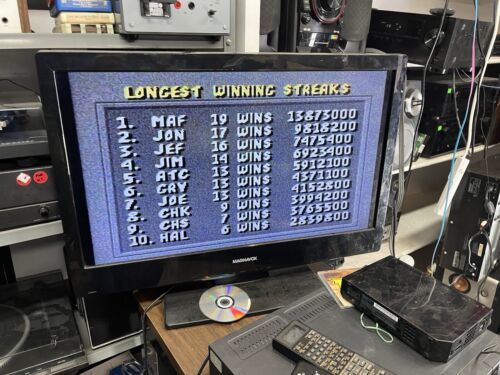 LONGEST WINNING STREAKS
1. MAF 19 WINS 13873000
2. JON 17 WINS 9818200
3. JEF 16 WINS 7475400
4. JIM 14 WINS 6923400
5. ATC 13 WINS 5912100
6. GRY 13 WINS 4371100
7. JOE 13 WINS 4152800
8. CHK 9 WINS 3994200
9. CHS 7 WINS 3765500
10. HAL 6 WINS 2839800
MAGNAVOX